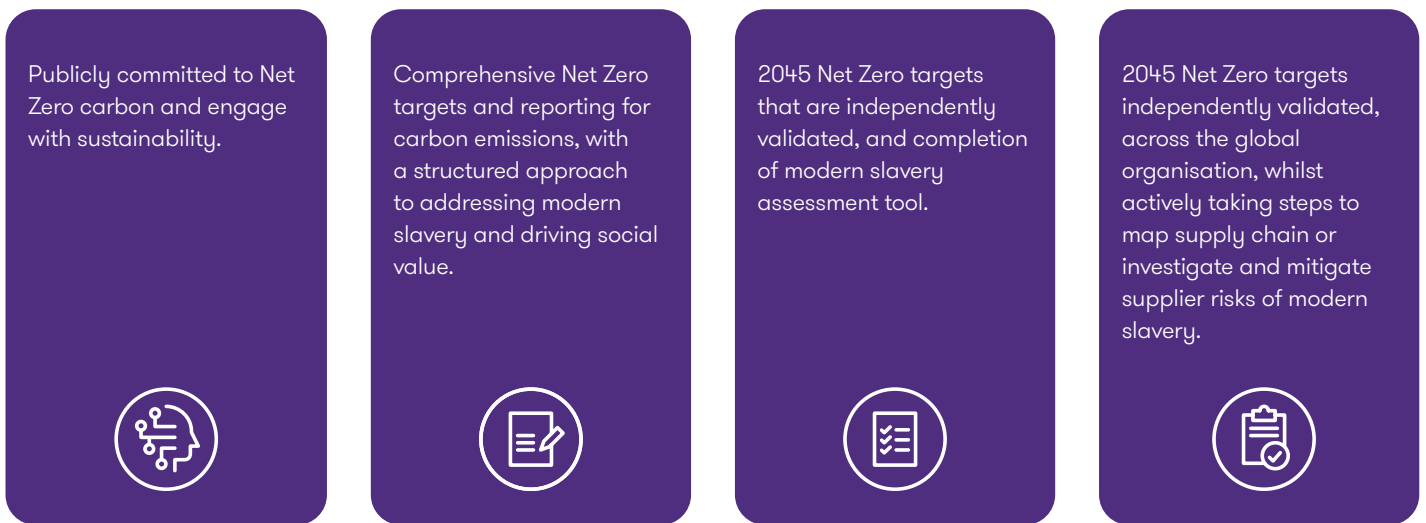 Publicly committed to Net
Zero carbon and engage
with sustainability.
Comprehensive Net Zero
targets and reporting for
carbon emissions, with
a structured approach
to addressing modern
slavery and driving social
value.
2045 Net Zero targets
that are independently
validated, and completion
of modern slavery
assessment tool.
2045 Net Zero targets
independently validated,
across the global
organisation, whilst
actively taking steps to
map supply chain or
investigate and mitigate
supplier risks of modern
slavery.